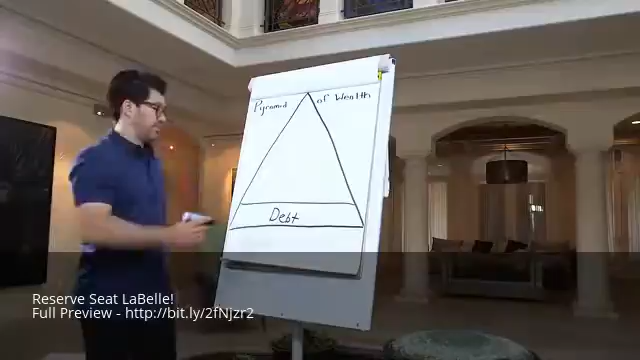 Pyramid of Wealth
Debt
Reserve Seat LaBelle!
Full Preview - http://bit.ly/2fNjzr2